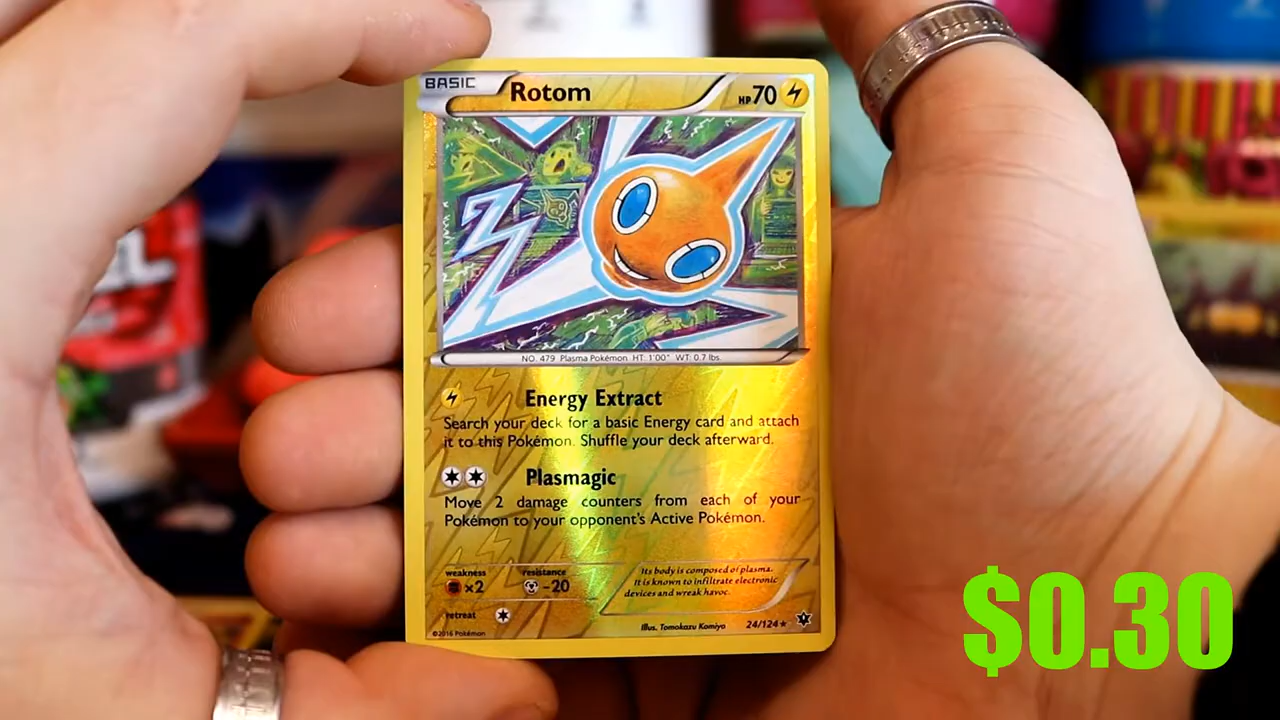 BASIC
Rotom
HP70
NO. 479 Plasma Pokémon HT: 1'00" WT: 0.7 lbs.
Energy Extract
Search your deck for a basic Energy card and attach
it to this Pokémon. Shuffle your deck afterward.
Plasmagic
Move 2 damage counters from each of your
Pokémon to your opponent's Active Pokémon.
weakness
×2
resistance
-20
Its body is composed of plasma.
It is known to infiltrate electronic
devices and wreak havoc.
retreat
Illus. Tomokazu Komiya
24/124★
©2016 Pokémon
$0.30